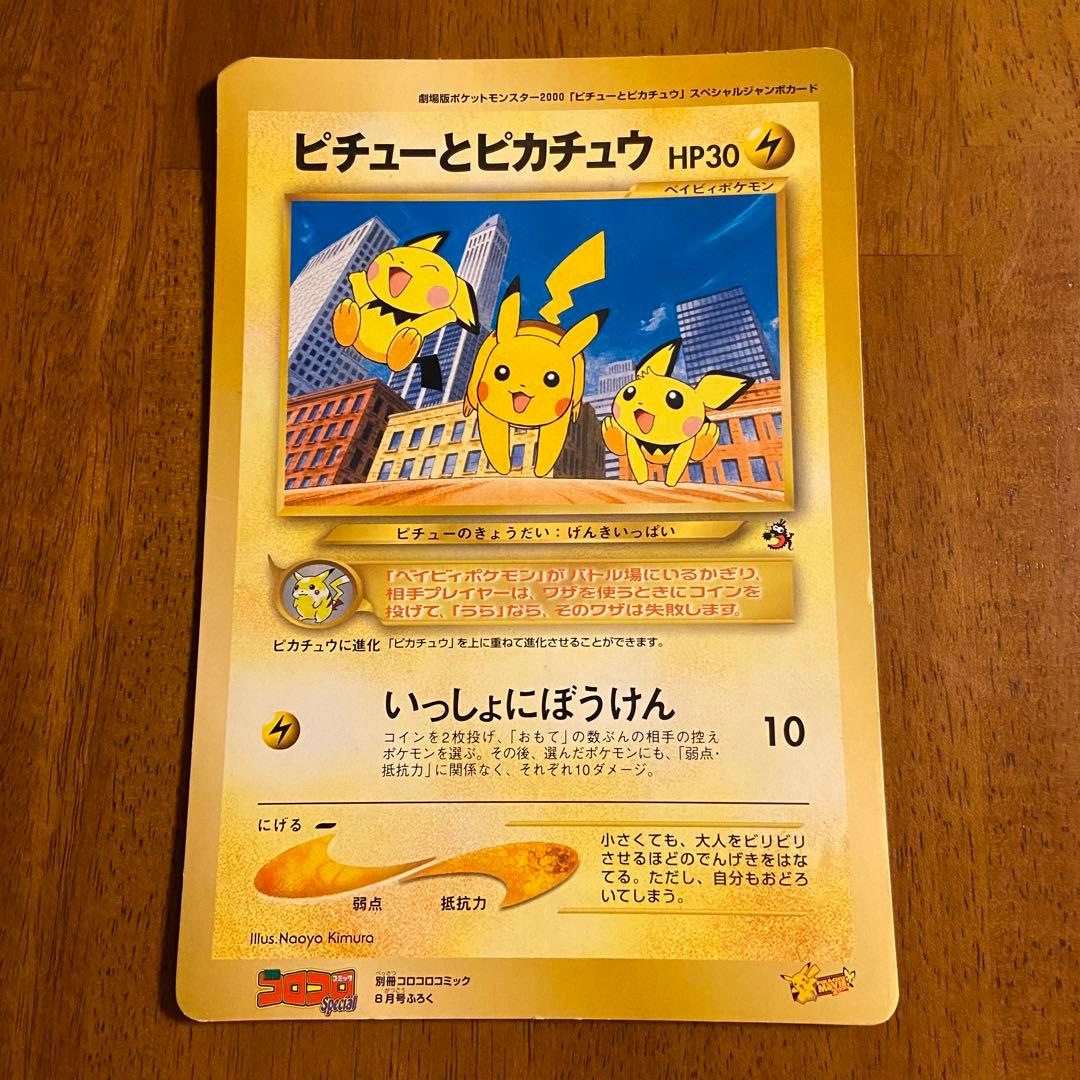 劇場版ポケットモンスター2000「ピチューとピカチュウ」スペシャルジャンボカード
ピチューとピカチュウ HP30
ベイビィポケモン
ピチューのきょうだい：げんきいっぱい
「ベイビィポケモン」がバトル場にいるかぎり、
相手プレイヤーは、ワザを使うときにコインを
投げて、「うら」なら、そのワザは失敗します。
ピカチュウに進化 「ピカチュウ」を上に重ねて進化させることができます。
いっしょにぼうけん 10
コインを2枚投げ、「おもて」の数ぶんの相手の控え
ポケモンを選ぶ。その後、選んだポケモンにも、「弱点・
抵抗力」に関係なく、それぞれ10ダメージ。
にげる
弱点 抵抗力
小さくても、大人をビリビリ
させるほどのでんげきをはな
てる。ただし、自分もおどろ
いてしまう。
Illus.Naoyo Kimura
コロコロ コミック Special
べっさつ
別冊コロコロコミック
がつごう
8月号ふろく